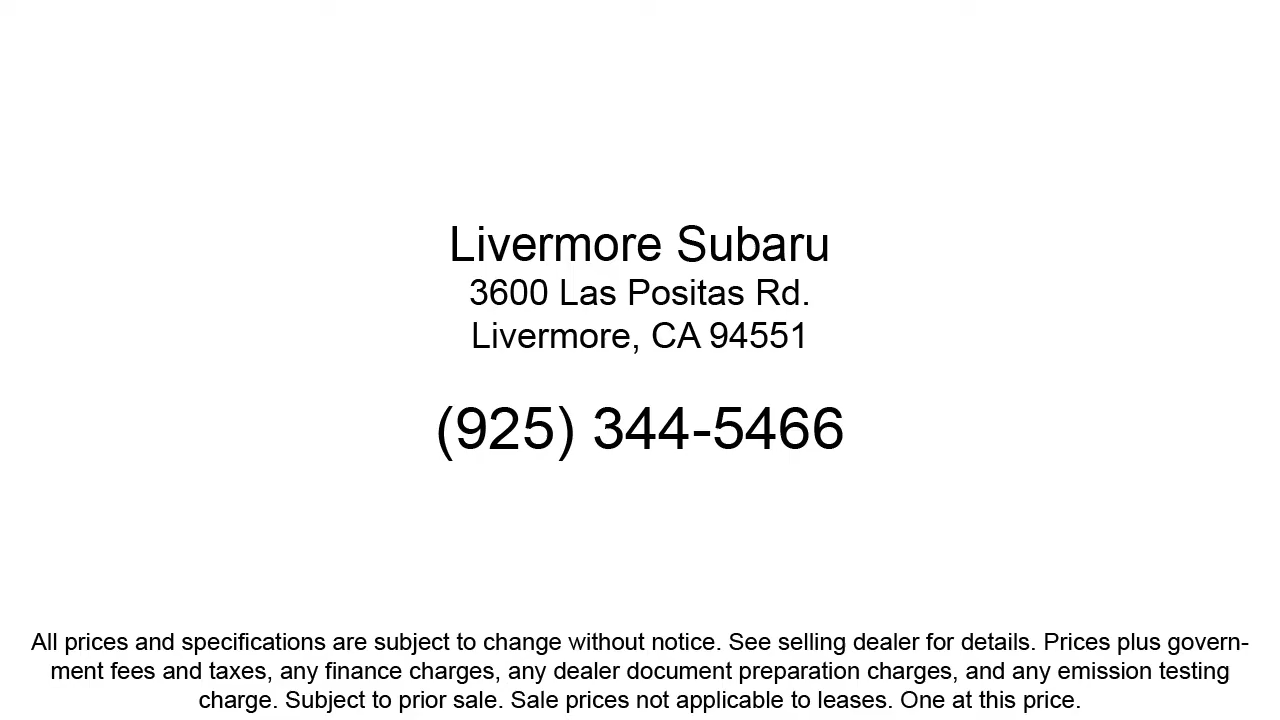 Livermore Subaru
3600 Las Positas Rd.
Livermore, CA 94551
(925) 344-5466
All prices and specifications are subject to change without notice. See selling dealer for details. Prices plus govern-
ment fees and taxes, any finance charges, any dealer document preparation charges, and any emission testing
charge. Subject to prior sale. Sale prices not applicable to leases. One at this price.